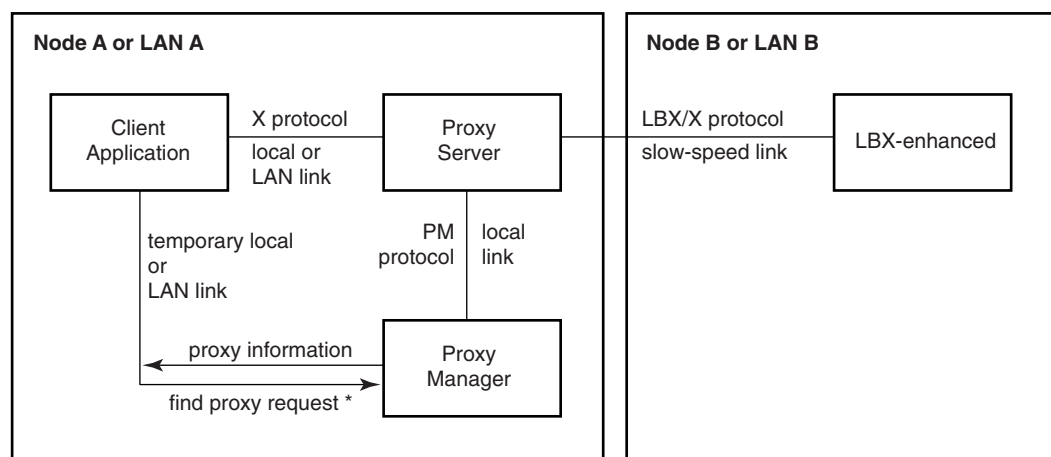 Node A or LAN A
Client
Application
X protocol
local or
LAN link
Proxy
Server
temporary local
or
LAN link
PM
protocol
local
link
proxy information
find proxy request *
Proxy
Manager
Node B or LAN B
LBX/X protocol
slow-speed link
LBX-enhanced